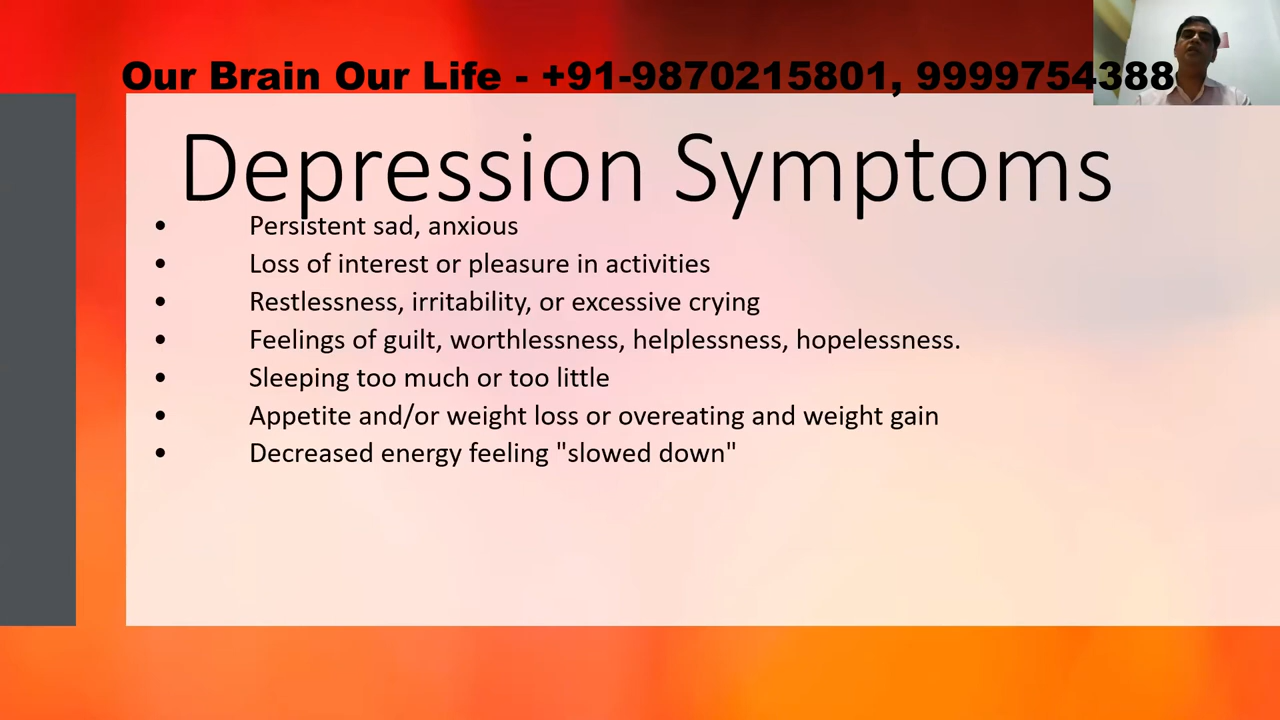 Our Brain Our Life - +91-9870215801, 9999754388
Depression Symptoms
• Persistent sad, anxious
• Loss of interest or pleasure in activities
• Restlessness, irritability, or excessive crying
• Feelings of guilt, worthlessness, helplessness, hopelessness.
• Sleeping too much or too little
• Appetite and/or weight loss or overeating and weight gain
• Decreased energy feeling "slowed down"